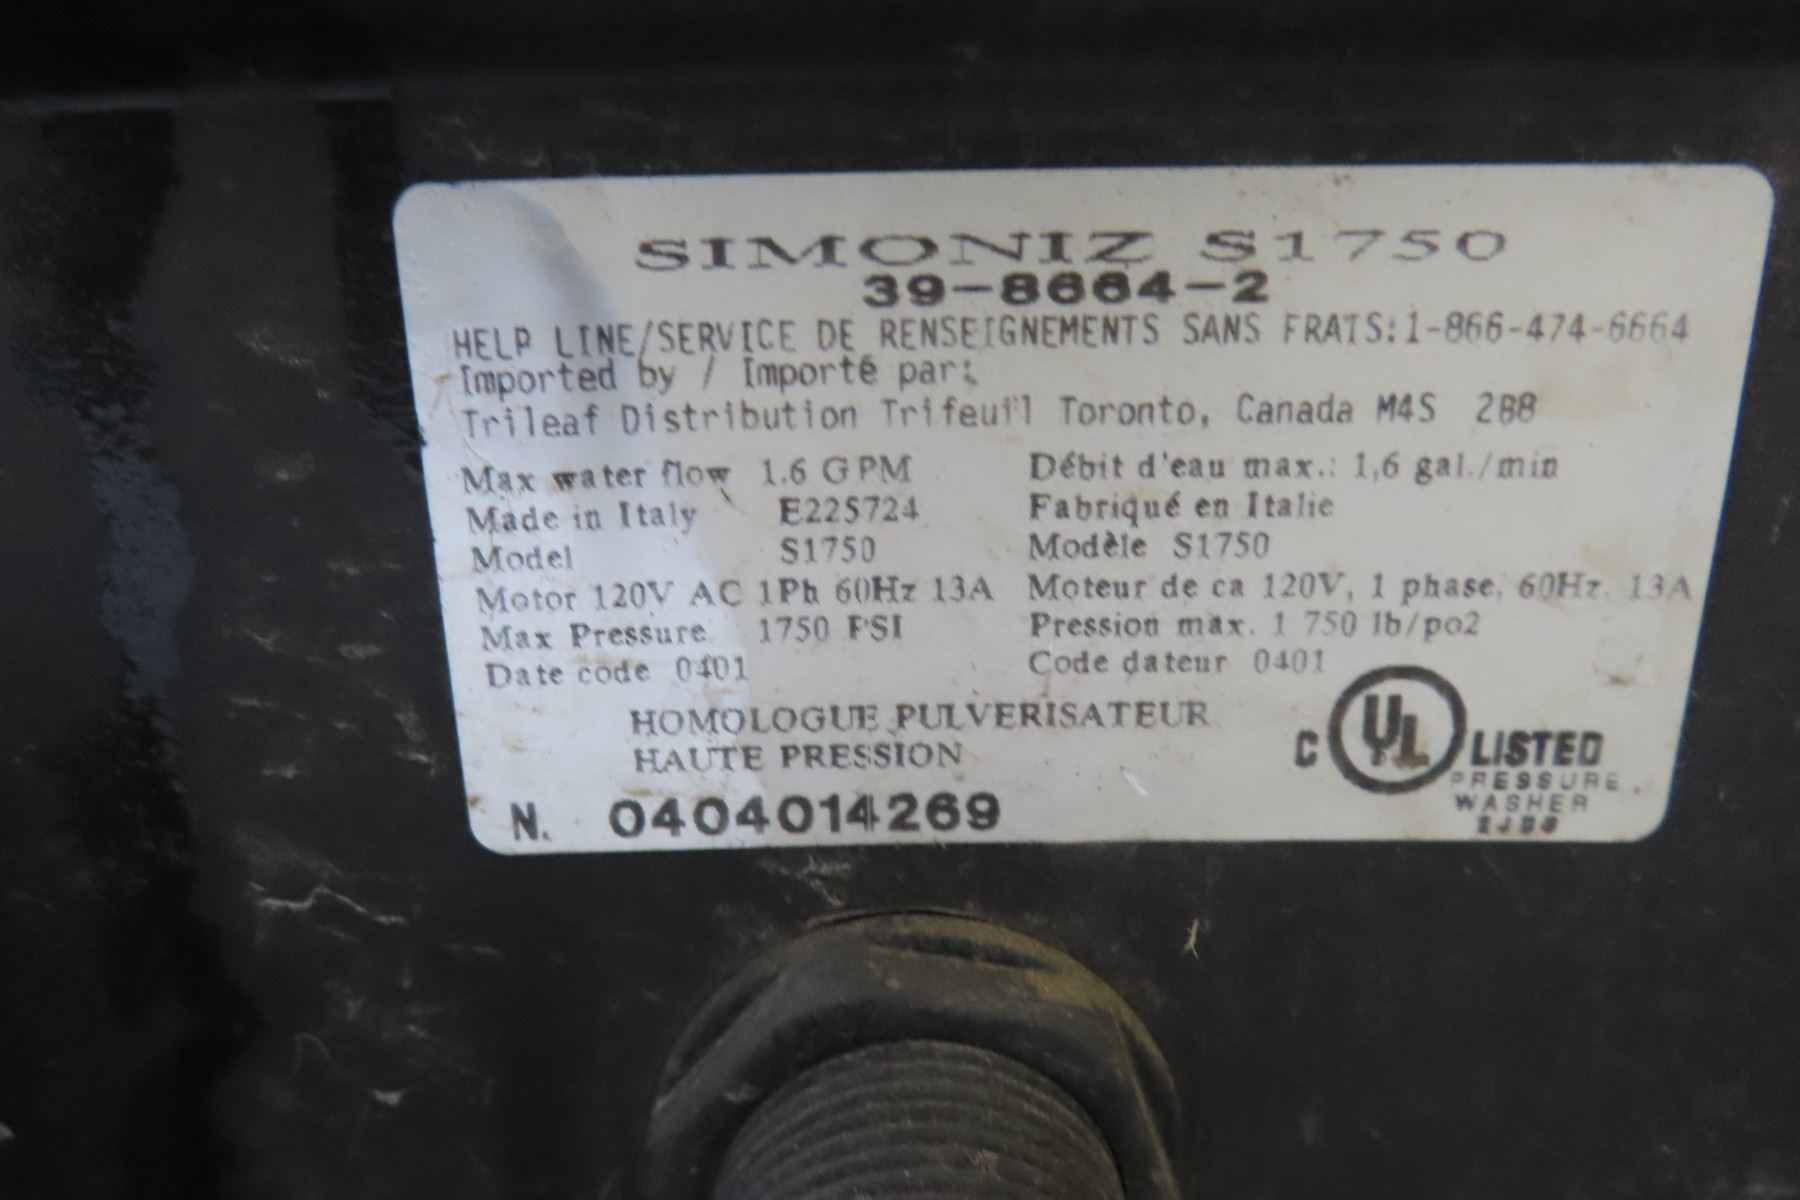 SIMONIZ S1750
39-8664-2
HELP LINE/SERVICE DE RENSEIGNEMENTS SANS FRAIS:1-866-474-6664
Imported by / Importé par:
Trileaf Distribution Trifeuil Toronto, Canada M4S 2B8
Max water flow 1.6 GPM Débit d'eau max.: 1,6 gal./min
Made in Italy E225724 Fabriqué en Italie
Model S1750 Modèle S1750
Motor 120V AC 1Ph 60Hz 13A Moteur de ca 120V, 1 phase, 60Hz, 13A
Max Pressure 1750 PSI Pression max. 1 750 lb/po2
Date code 0401 Code dateur 0401
HOMOLOGUE PULVERISATEUR
HAUTE PRESSION
C UL LISTED
PRESSURE
WASHER
N. 0404014269